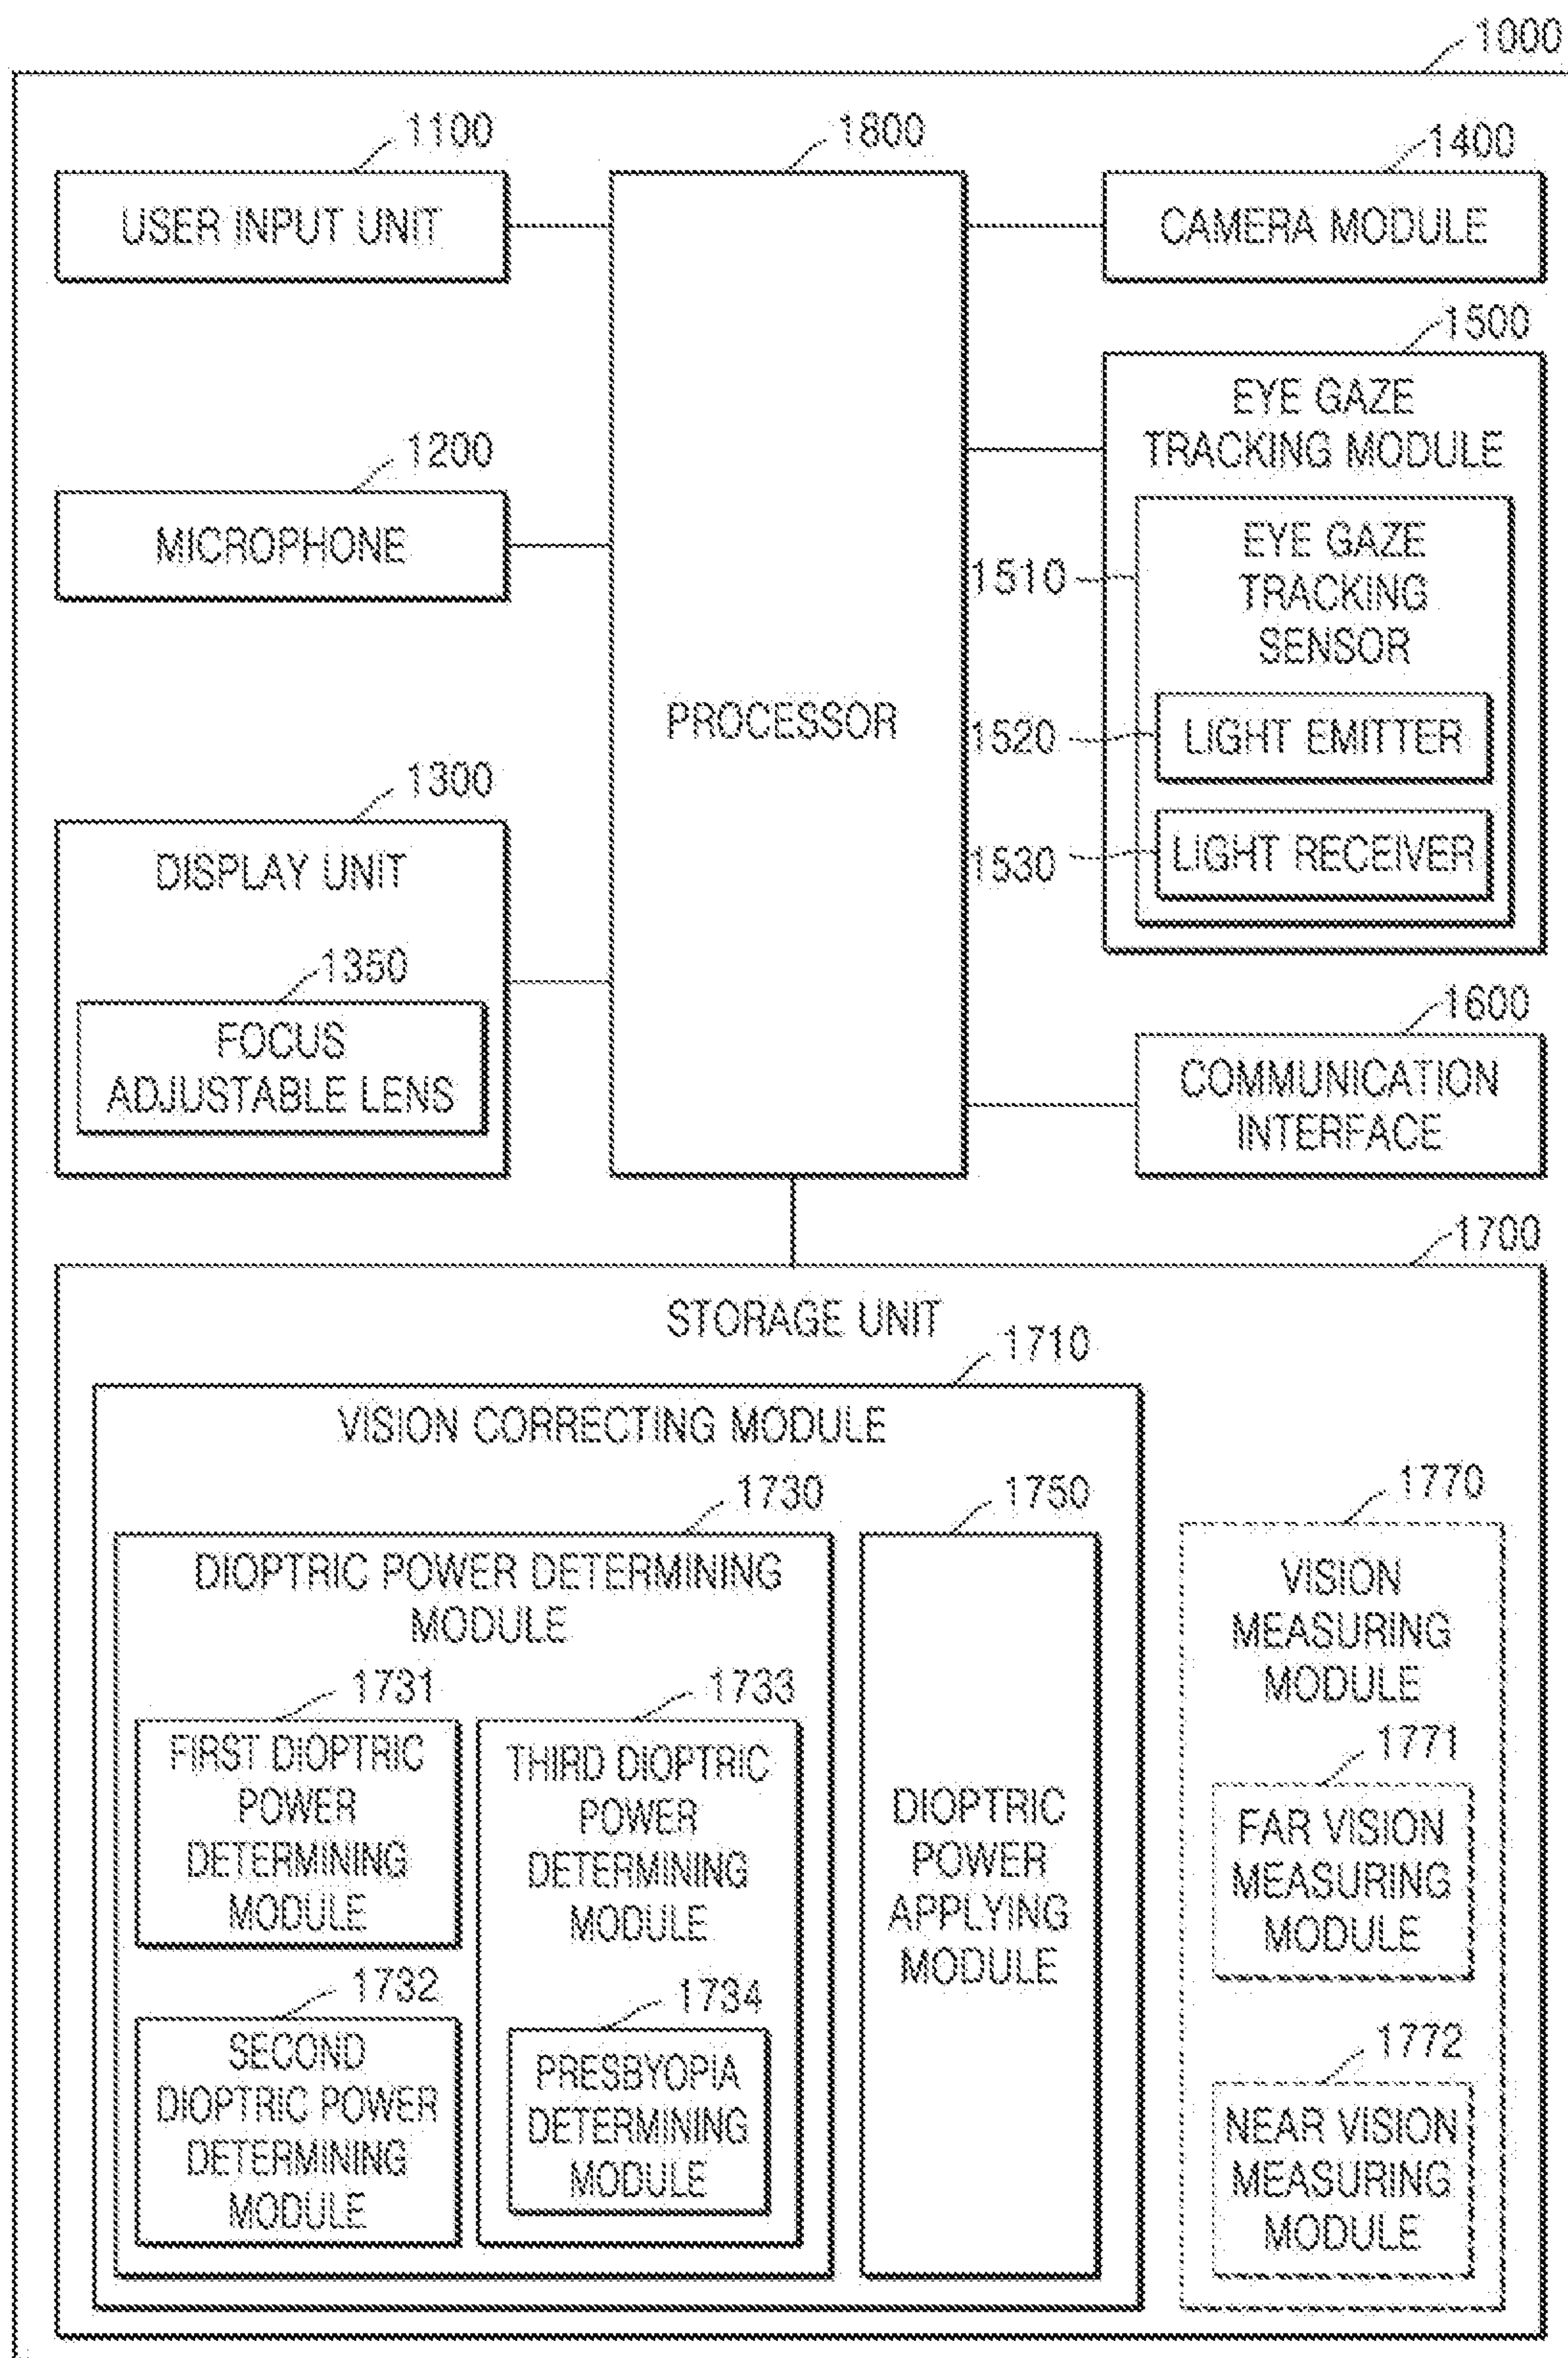 1000
1100
USER INPUT UNIT
1800
PROCESSOR
1400
CAMERA MODULE
1200
MICROPHONE
1500
EYE GAZE
TRACKING MODULE
1510
EYE GAZE
TRACKING
SENSOR
1520
LIGHT EMITTER
1530
LIGHT RECEIVER
1300
DISPLAY UNIT
1350
FOCUS
ADJUSTABLE LENS
1600
COMMUNICATION
INTERFACE
1700
STORAGE UNIT
1710
VISION CORRECTING MODULE
1730
DIOPTRIC POWER DETERMINING
MODULE
1731
FIRST DIOPTRIC
POWER
DETERMINING
MODULE
1732
SECOND
DIOPTRIC POWER
DETERMINING
MODULE
1733
THIRD DIOPTRIC
POWER
DETERMINING
MODULE
1734
PRESBYOPIA
DETERMINING
MODULE
1750
DIOPTRIC
POWER
APPLYING
MODULE
1770
VISION
MEASURING
MODULE
1771
FAR VISION
MEASURING
MODULE
1772
NEAR VISION
MEASURING
MODULE